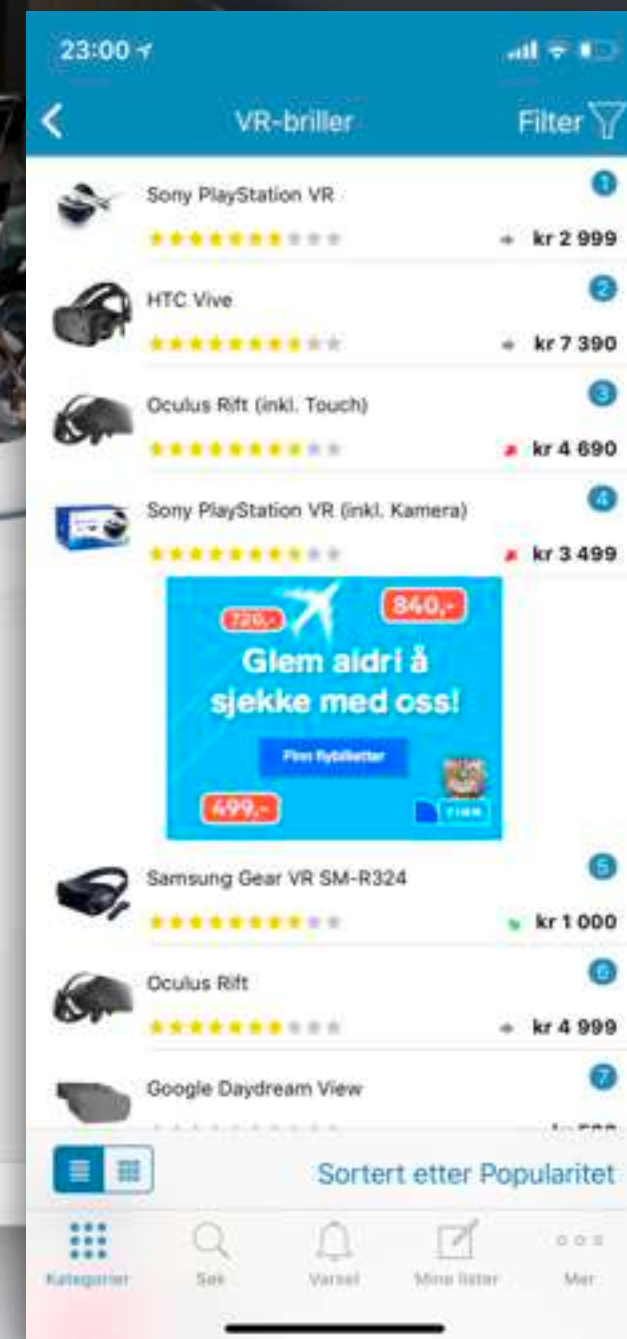 23:00
VR-briller
Filter
1
Sony PlayStation VR
kr 2 999
2
HTC Vive
kr 7 390
3
Oculus Rift (inkl. Touch)
kr 4 690
4
Sony PlayStation VR (inkl. Kamera)
kr 3 499
720,-
840,-
Glem aldri å
sjekke med oss!
Finn flybilletter
499,-
FINN
5
Samsung Gear VR SM-R324
kr 1 000
6
Oculus Rift
kr 4 999
7
Google Daydream View
Sortert etter Popularitet
Kategorier
Søk
Varsel
Mine lister
Mer